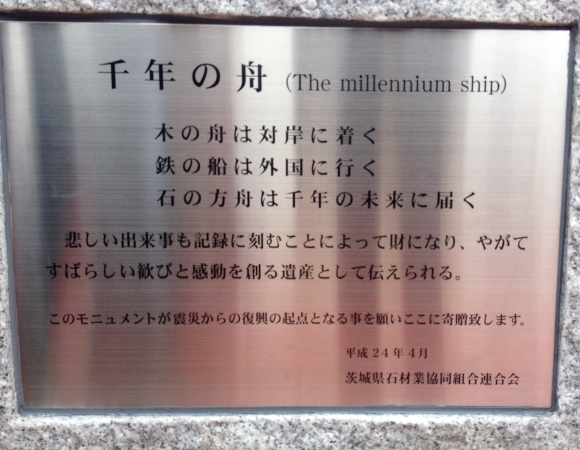 千年の舟 (The millennium ship)
木の舟は対岸に着く
鉄の船は外国に行く
石の方舟は千年の未来に届く
悲しい出来事も記録に刻むことによって財になり、やがて
すばらしい歓びと感動を創る遺産として伝えられる。
このモニュメントが震災からの復興の起点となる事を願いここに寄贈致します。
平成24年4月
茨城県石材業協同組合連合会